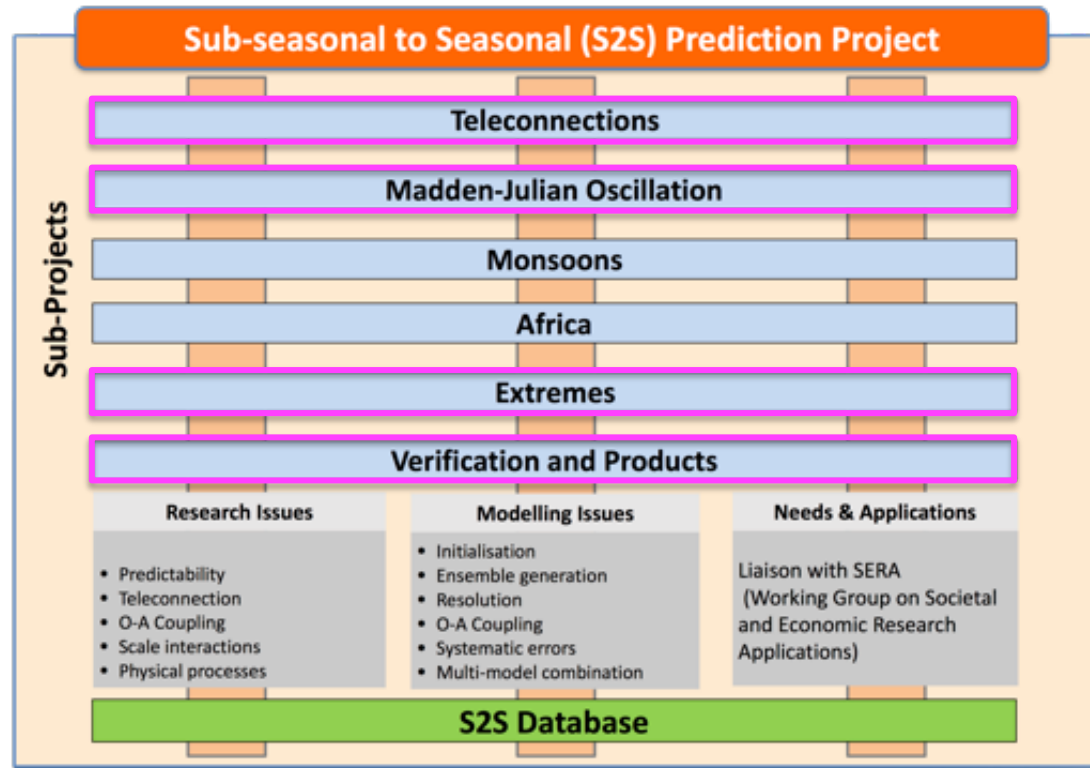 Sub-seasonal to Seasonal (S2S) Prediction Project
Sub-Projects
Teleconnections
Madden-Julian Oscillation
Monsoons
Africa
Extremes
Verification and Products
Research Issues
• Predictability
• Teleconnection
• O-A Coupling
• Scale interactions
• Physical processes
Modelling Issues
• Initialisation
• Ensemble generation
• Resolution
• O-A Coupling
• Systematic errors
• Multi-model combination
Needs & Applications
Liaison with SERA
(Working Group on Societal
and Economic Research
Applications)
S2S Database